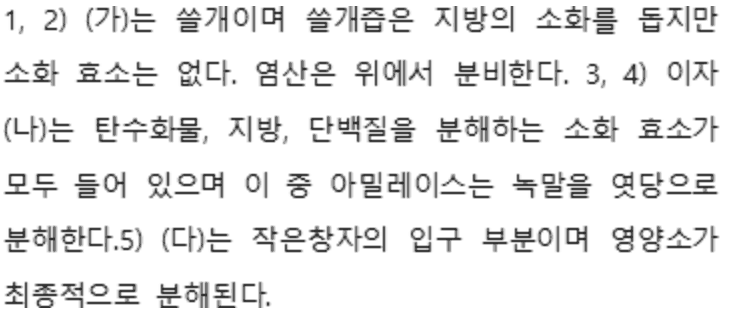 1, 2) (가)는 쓸개이며 쓸개즙은 지방의 소화를 돕지만
소화 효소는 없다. 염산은 위에서 분비한다. 3, 4) 이자
(나)는 탄수화물, 지방, 단백질을 분해하는 소화 효소가
모두 들어 있으며 이 중 아밀레이스는 녹말을 엿당으로
분해한다.5) (다)는 작은창자의 입구 부분이며 영양소가
최종적으로 분해된다.